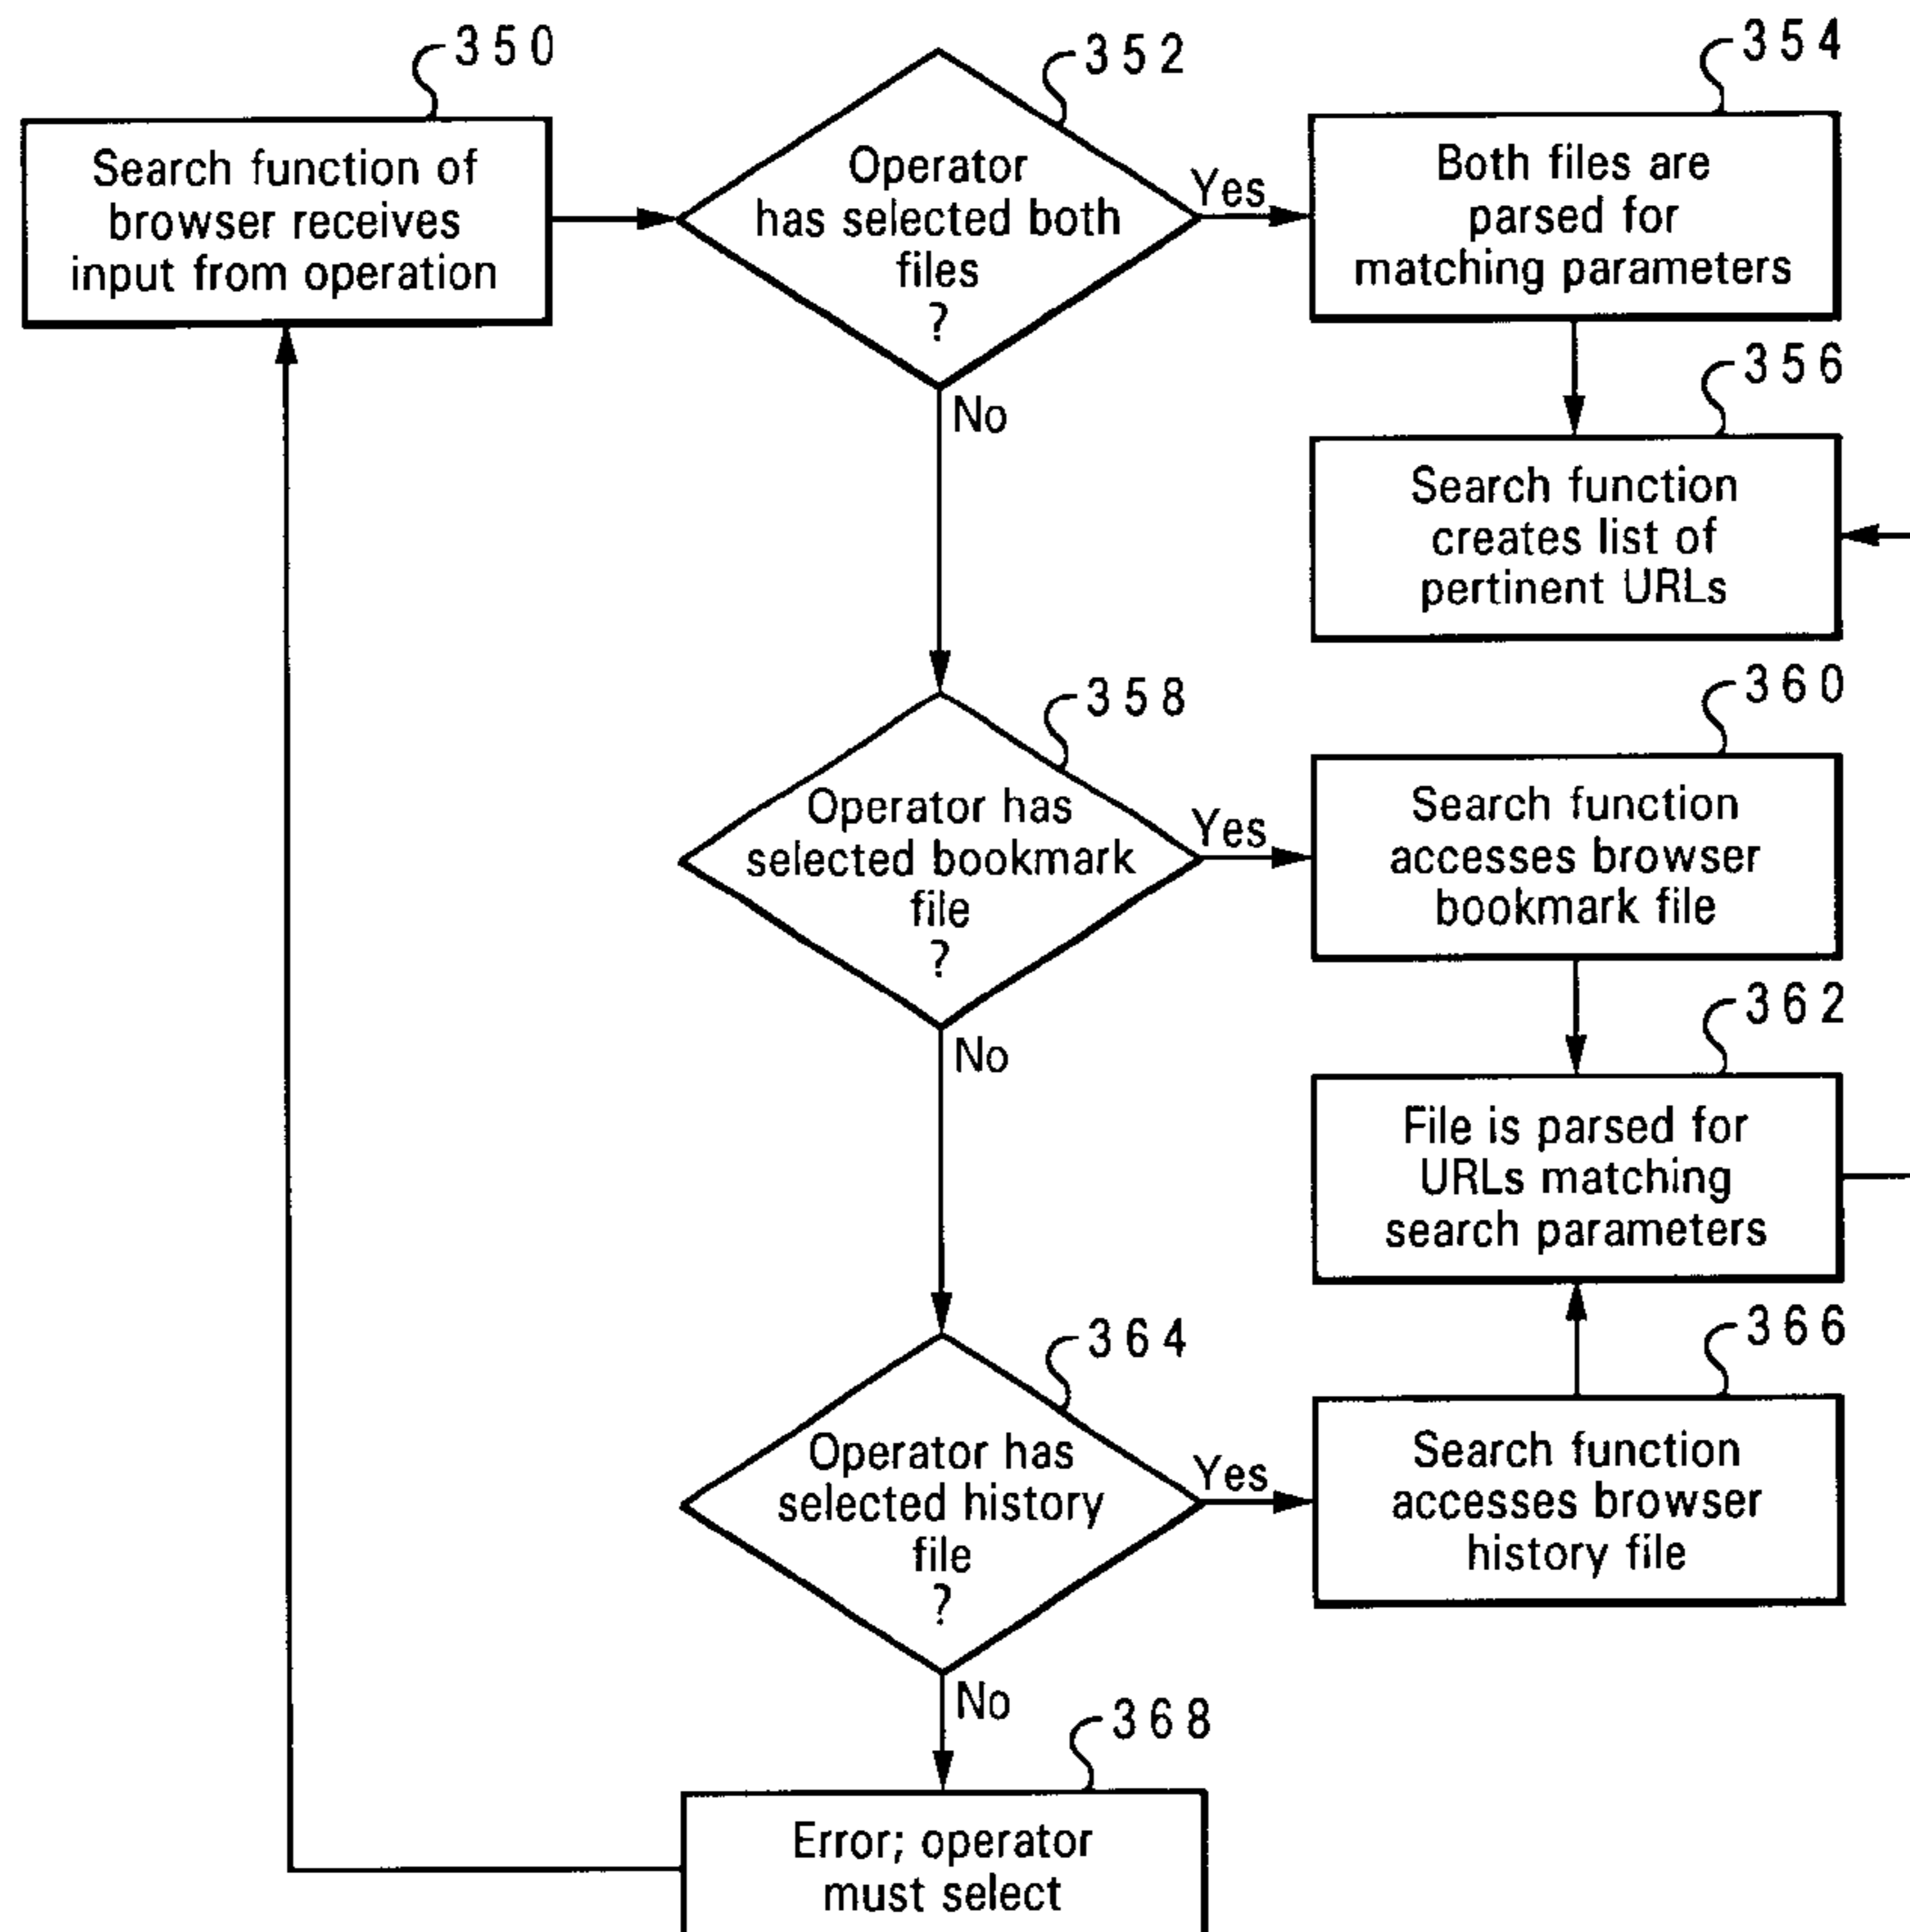 350
Search function of
browser receives
input from operation
352
Operator
has selected both
files
?
Yes
No
354
Both files are
parsed for
matching parameters
356
Search function
creates list of
pertinent URLs
358
Operator has
selected bookmark
file
?
Yes
No
360
Search function
accesses browser
bookmark file
362
File is parsed for
URLs matching
search parameters
364
Operator has
selected history
file
?
Yes
No
366
Search function
accesses browser
history file
368
Error; operator
must select